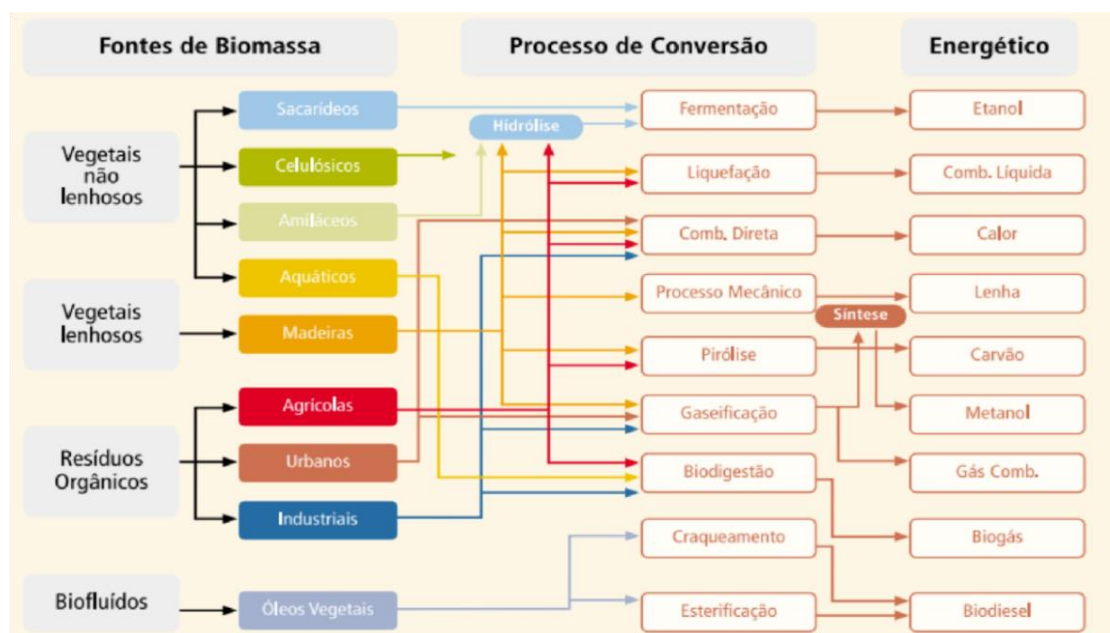 Fontes de Biomassa
Processo de Conversão
Energético
Vegetais
não
lenhosos
Vegetais
lenhosos
Resíduos
Orgânicos
Biofluídos
Sacarídeos
Celulósicos
Amiláceos
Aquáticos
Madeiras
Agrícolas
Urbanos
Industriais
Óleos Vegetais
Hidrólise
Fermentação
Liquefação
Comb. Direta
Processo Mecânico
Pirólise
Gaseificação
Biodigestão
Craqueamento
Esterificação
Síntese
Etanol
Comb. Líquida
Calor
Lenha
Carvão
Metanol
Gás Comb.
Biogás
Biodiesel